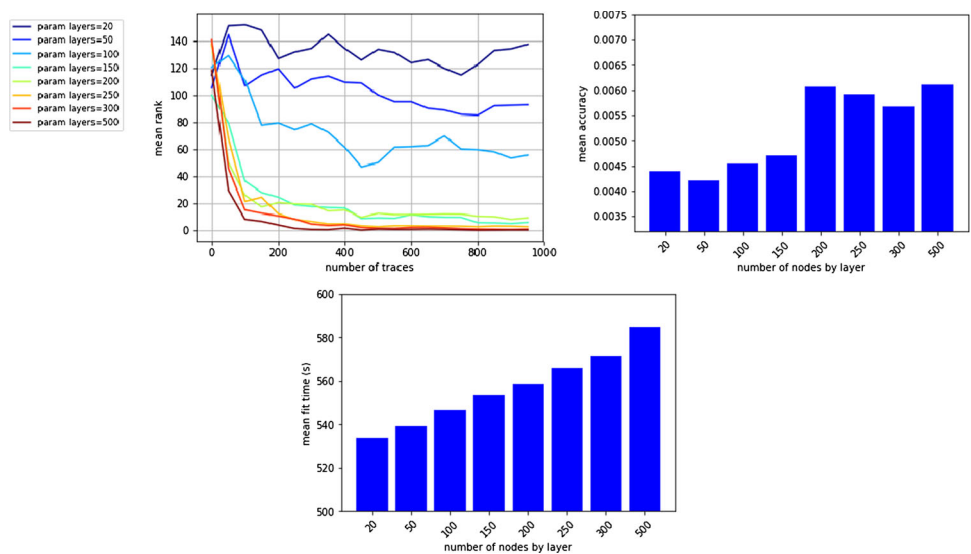 param layers=20
param layers=50
param layers=100
param layers=150
param layers=200
param layers=250
param layers=300
param layers=500
mean rank
140
120
100
80
60
40
20
0
0 200 400 600 800 1000
number of traces
mean accuracy
0.0075
0.0070
0.0065
0.0060
0.0055
0.0050
0.0045
0.0040
0.0035
20 50 100 150 200 250 300 500
number of nodes by layer
mean fit time (s)
600
580
560
540
520
500
20 50 100 150 200 250 300 500
number of nodes by layer